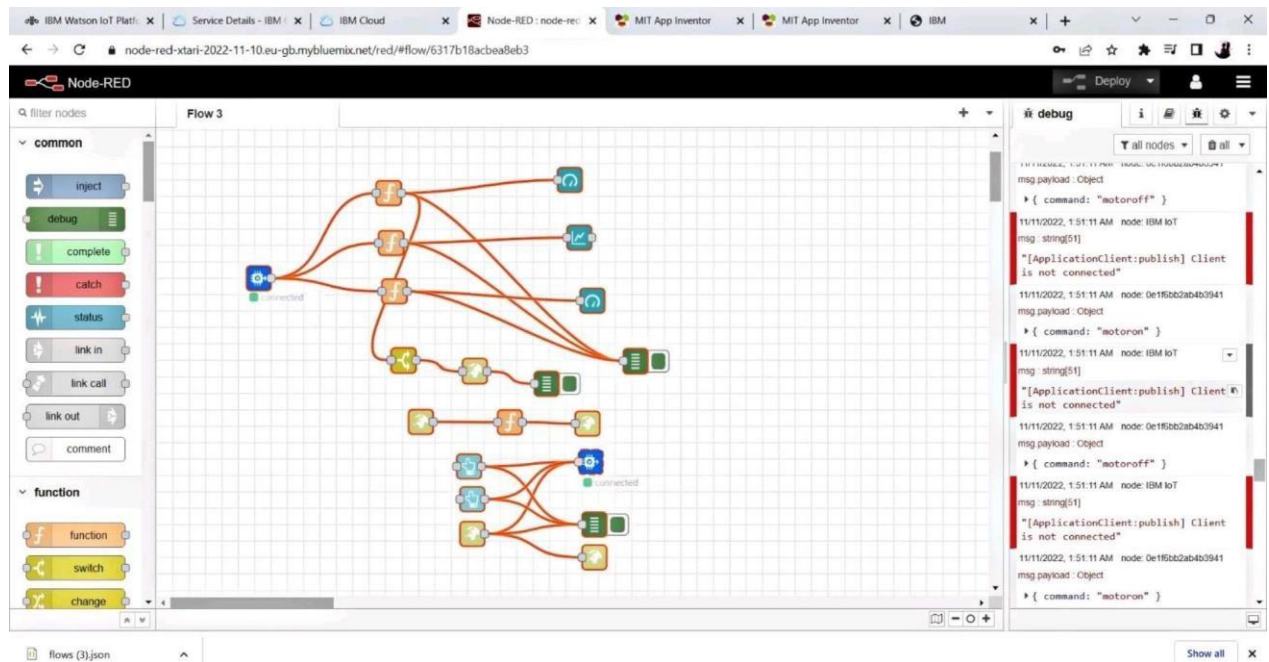 IBM Watson IoT Platfo
Service Details - IBM
IBM Cloud
Node-RED : node-red
MIT App Inventor
MIT App Inventor
IBM
node-red-xtari-2022-11-10.eu-gb.mybluemix.net/red/#flow/6317b18acbea8eb3
Node-RED
Deploy
filter nodes
Flow 3
debug
all nodes
all
common
inject
debug
complete
catch
status
link in
link call
link out
comment
function
function
switch
change
connected
connected
msg.payload : Object
{ command: "motoroff" }
11/11/2022, 1:51:11 AM node: IBM IoT
msg : string[51]
"[ApplicationClient:publish] Client
is not connected"
11/11/2022, 1:51:11 AM node: 0e1f6bb2ab4b3941
msg.payload : Object
{ command: "motoron" }
11/11/2022, 1:51:11 AM node: IBM IoT
msg : string[51]
"[ApplicationClient:publish] Client
is not connected"
11/11/2022, 1:51:11 AM node: 0e1f6bb2ab4b3941
msg.payload : Object
{ command: "motoroff" }
11/11/2022, 1:51:11 AM node: IBM IoT
msg : string[51]
"[ApplicationClient:publish] Client
is not connected"
11/11/2022, 1:51:11 AM node: 0e1f6bb2ab4b3941
msg.payload : Object
{ command: "motoron" }
flows (3).json
Show all